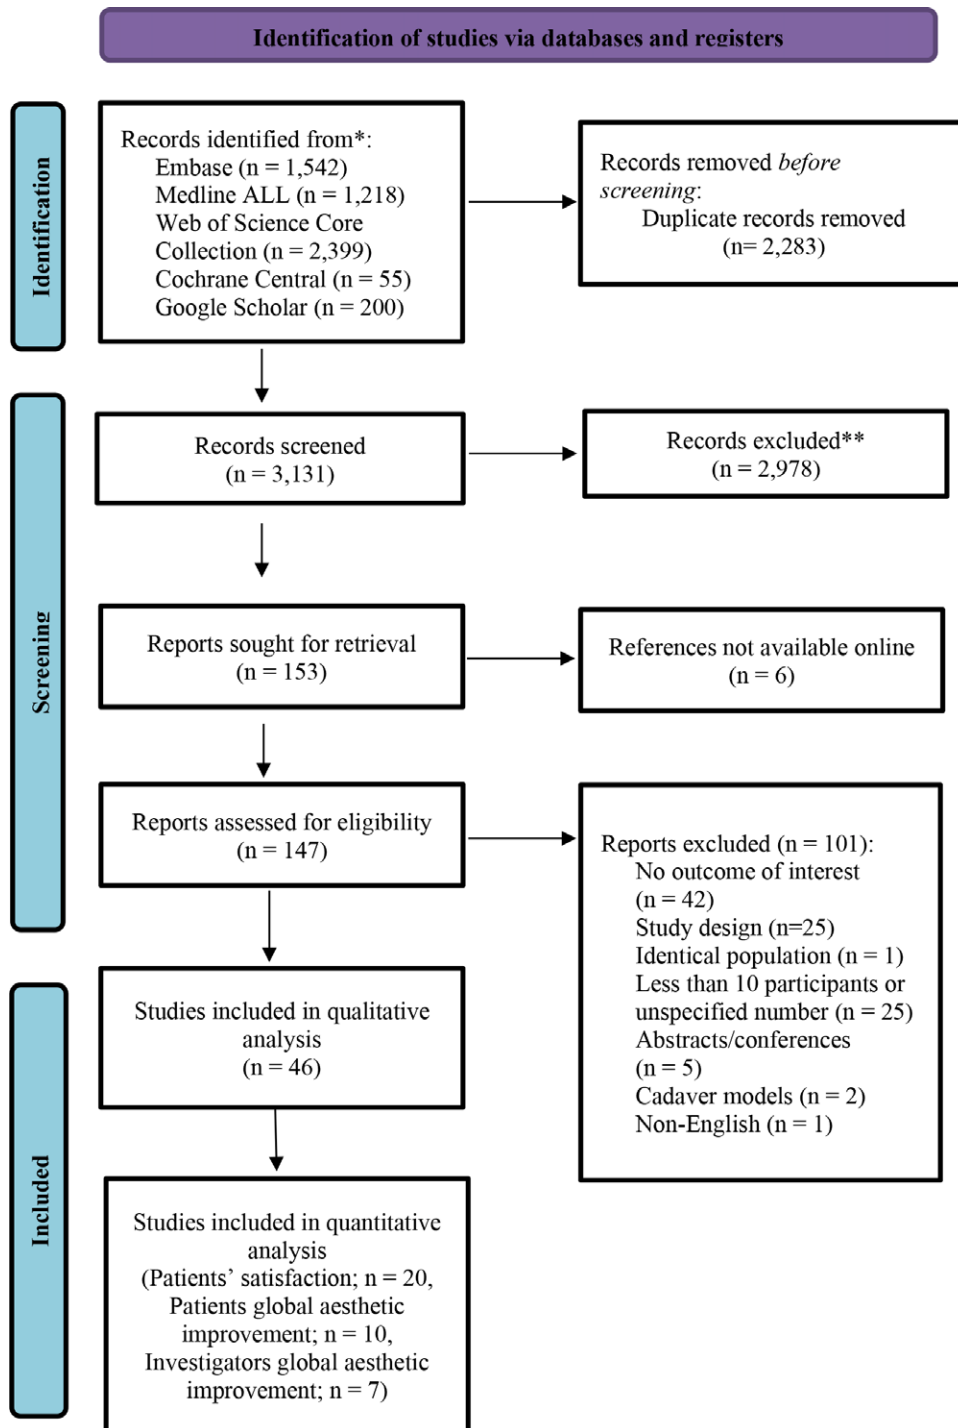 Identification of studies via databases and registers
Identification
Records identified from*:
Embase (n = 1,542)
Medline ALL (n = 1,218)
Web of Science Core
Collection (n = 2,399)
Cochrane Central (n = 55)
Google Scholar (n = 200)
Records removed before
screening:
Duplicate records removed
(n= 2,283)
Screening
Records screened
(n = 3,131)
Records excluded**
(n = 2,978)
Reports sought for retrieval
(n = 153)
References not available online
(n = 6)
Reports assessed for eligibility
(n = 147)
Reports excluded (n = 101):
No outcome of interest
(n = 42)
Study design (n=25)
Identical population (n = 1)
Less than 10 participants or
unspecified number (n = 25)
Abstracts/conferences
(n = 5)
Cadaver models (n = 2)
Non-English (n = 1)
Included
Studies included in qualitative
analysis
(n = 46)
Studies included in quantitative
analysis
(Patients’ satisfaction; n = 20,
Patients global aesthetic
improvement; n = 10,
Investigators global aesthetic
improvement; n = 7)